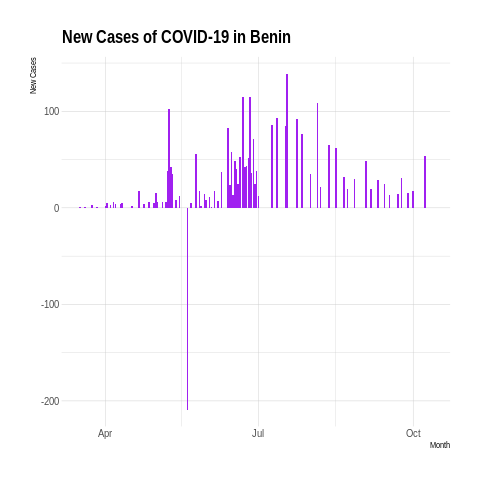 New Cases of COVID-19 in Benin
New Cases
100
0
-100
-200
Apr Jul Oct
Month